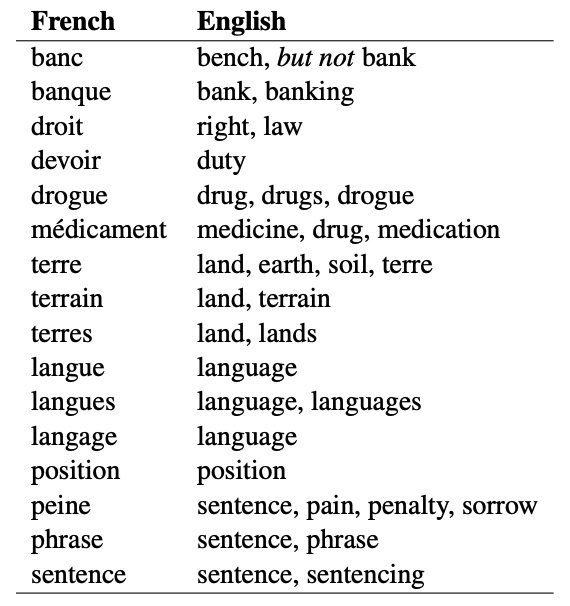 French English
banc bench, but not bank
banque bank, banking
droit right, law
devoir duty
drogue drug, drugs, drogue
médicament medicine, drug, medication
terre land, earth, soil, terre
terrain land, terrain
terres land, lands
langue language
langues language, languages
langage language
position position
peine sentence, pain, penalty, sorrow
phrase sentence, phrase
sentence sentence, sentencing